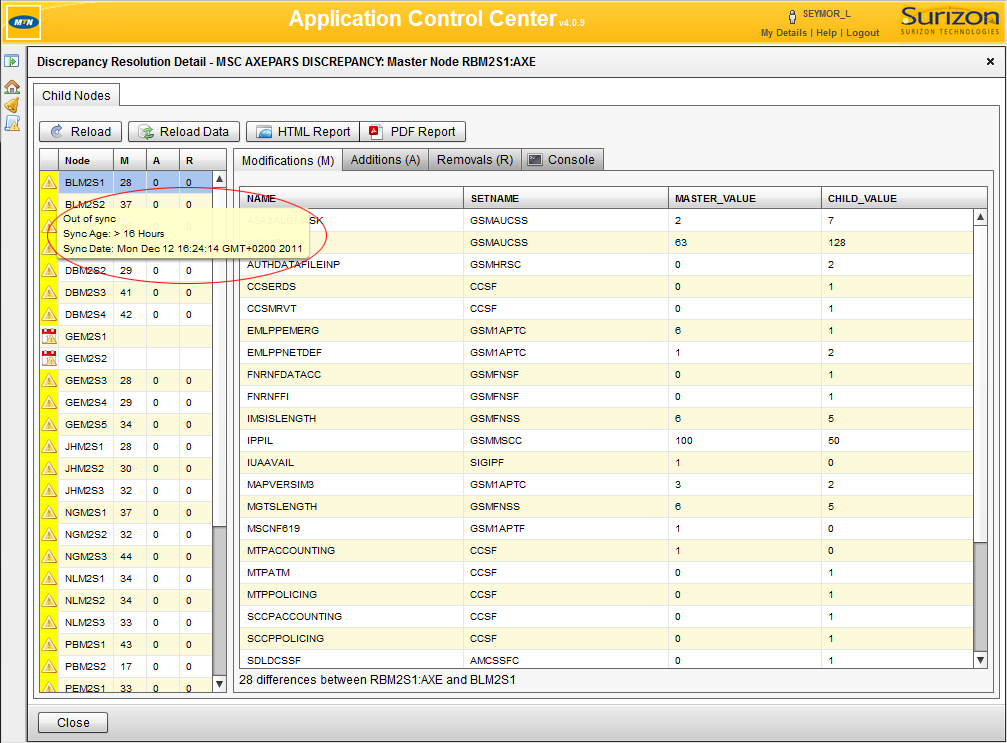 MTN
Application Control Center v4.0.9
SEYMOR_L
My Details | Help | Logout
Surizon
SURIZON TECHNOLOGIES
Discrepancy Resolution Detail - MSC AXEPARS DISCREPANCY: Master Node RBM2S1:AXE
Child Nodes
Reload
Reload Data
HTML Report
PDF Report
Node M A R
BLM2S1 28 0 0
BLM2S2 37 0 0
Out of sync
Sync Age: > 16 Hours
Sync Date: Mon Dec 12 16:24:14 GMT+0200 2011
DBM2S2 29 0 0
DBM2S3 41 0 0
DBM2S4 42 0 0
GEM2S1
GEM2S2
GEM2S3 28 0 0
GEM2S4 29 0 0
GEM2S5 34 0 0
JHM2S1 28 0 0
JHM2S2 30 0 0
JHM2S3 32 0 0
NGM2S1 37 0 0
NGM2S2 32 0 0
NGM2S3 44 0 0
NLM2S1 34 0 0
NLM2S2 34 0 0
NLM2S3 33 0 0
PBM2S1 43 0 0
PBM2S2 17 0 0
PEM2S1 33 0 0
Modifications (M)
Additions (A)
Removals (R)
Console
NAME SETNAME MASTER_VALUE CHILD_VALUE
GSMAUCSS 2 7
GSMAUCSS 63 128
AUTHDATAFILEINP GSMHRSC 0 2
CCSERDS CCSF 0 1
CCSMRVT CCSF 0 1
EMLPPEMERG GSM1APTC 6 1
EMLPPNETDEF GSM1APTC 1 2
FNRNFDATACC GSMFNSF 0 1
FNRNFFI GSMFNSF 0 1
IMSISLENGTH GSMFNSS 6 5
IPPIL GSMMSCC 100 50
IUAAVAIL SIGIPF 1 0
MAPVERSIM3 GSM1APTC 3 2
MGTSLENGTH GSMFNSS 6 5
MSCNF619 GSM1APTF 1 0
MTPACCOUNTING CCSF 1 0
MTPATM CCSF 0 1
MTPPOLICING CCSF 0 1
SCCPACCOUNTING CCSF 0 1
SCCPPOLICING CCSF 0 1
SDLDCSSF AMCSSFC 0 1
28 differences between RBM2S1:AXE and BLM2S1
Close